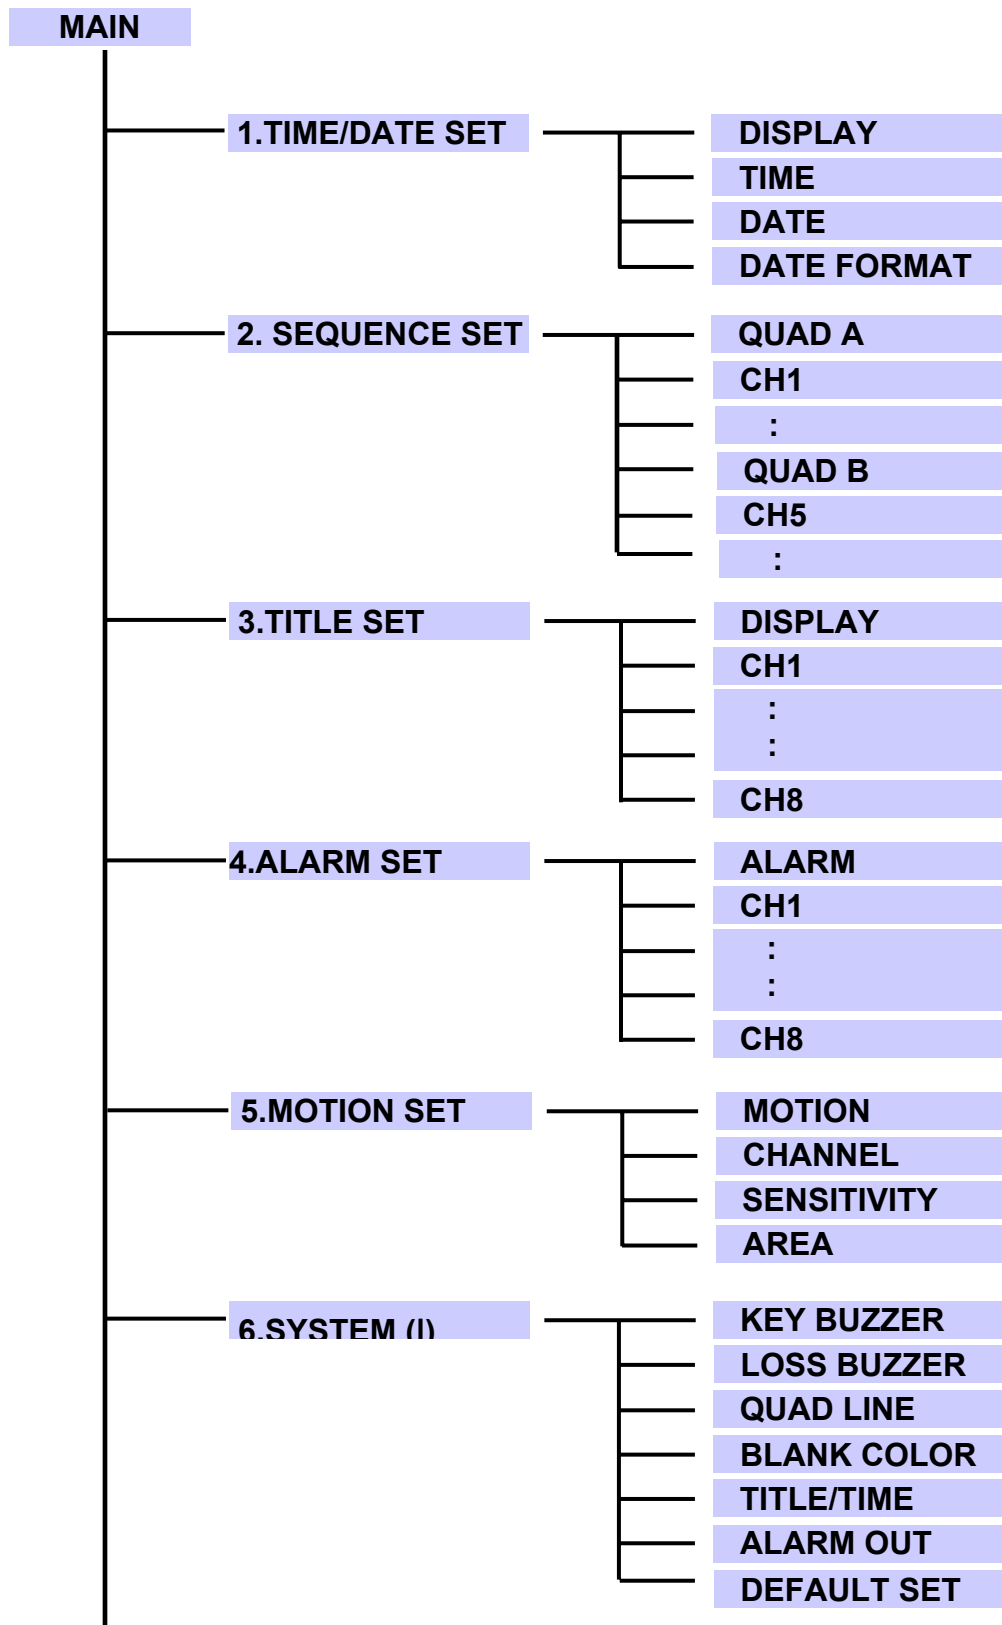 MAIN
1.TIME/DATE SET
DISPLAY
TIME
DATE
DATE FORMAT
2. SEQUENCE SET
QUAD A
CH1
:
QUAD B
CH5
:
3.TITLE SET
DISPLAY
CH1
:
:
CH8
4.ALARM SET
ALARM
CH1
:
:
CH8
5.MOTION SET
MOTION
CHANNEL
SENSITIVITY
AREA
6.SYSTEM (I)
KEY BUZZER
LOSS BUZZER
QUAD LINE
BLANK COLOR
TITLE/TIME
ALARM OUT
DEFAULT SET